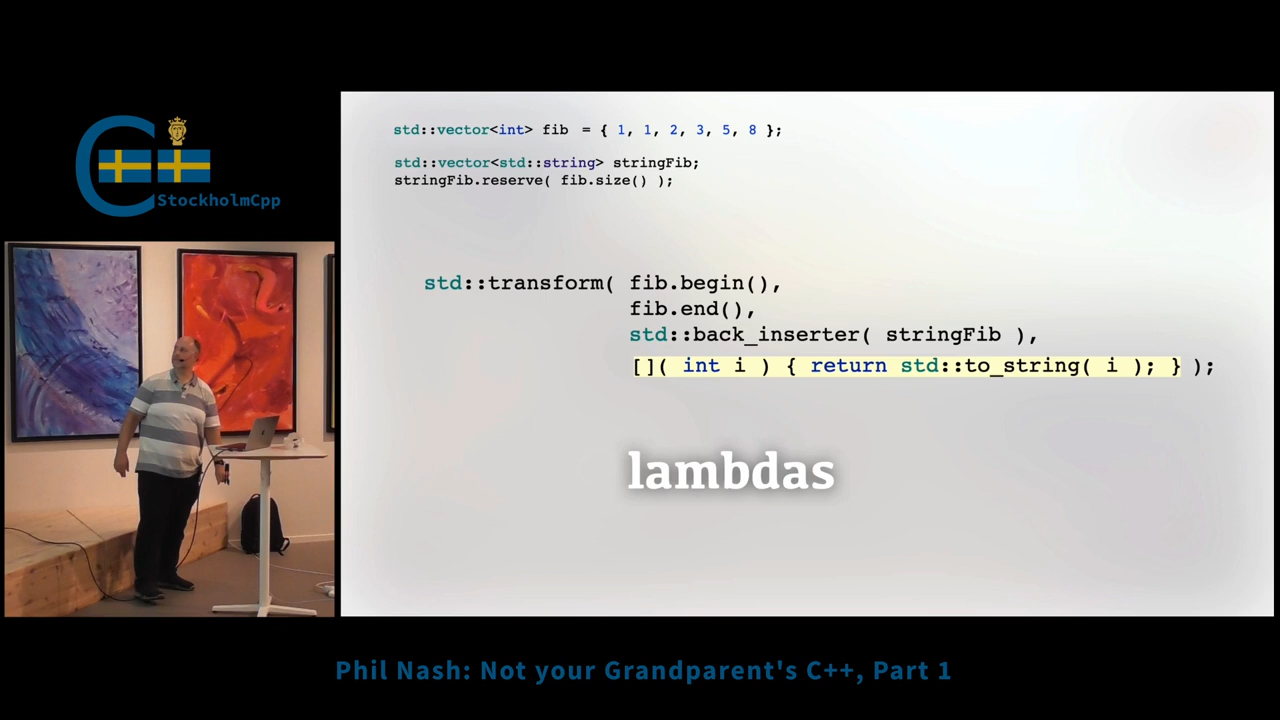 StockholmCpp
std::vector<int> fib = { 1, 1, 2, 3, 5, 8 };
std::vector<std::string> stringFib;
stringFib.reserve( fib.size() );
std::transform( fib.begin(),
fib.end(),
std::back_inserter( stringFib ),
[]( int i ) { return std::to_string( i ); } );
lambdas
Phil Nash: Not your Grandparent's C++, Part 1